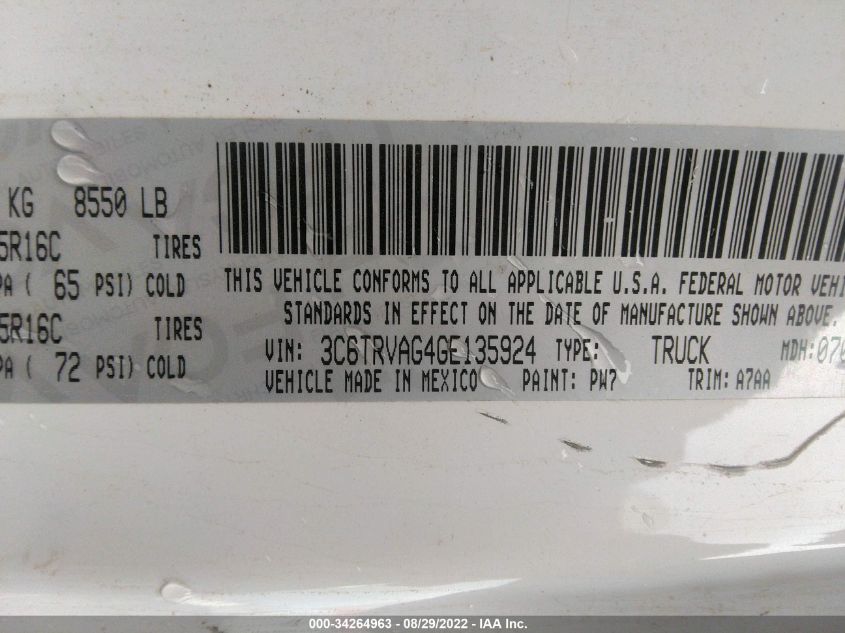 KG 8550 LB
5R16C TIRES
PA ( 65 PSI) COLD
5R16C TIRES
PA ( 72 PSI) COLD
THIS VEHICLE CONFORMS TO ALL APPLICABLE U.S.A. FEDERAL MOTOR VEHI
STANDARDS IN EFFECT ON THE DATE OF MANUFACTURE SHOWN ABOVE.
VIN: 3C6TRVAG4GE135924 TYPE: TRUCK MDH:070
VEHICLE MADE IN MEXICO PAINT: PW7 TRIM: A7AA
000-34264963 - 08/29/2022 - IAA Inc.